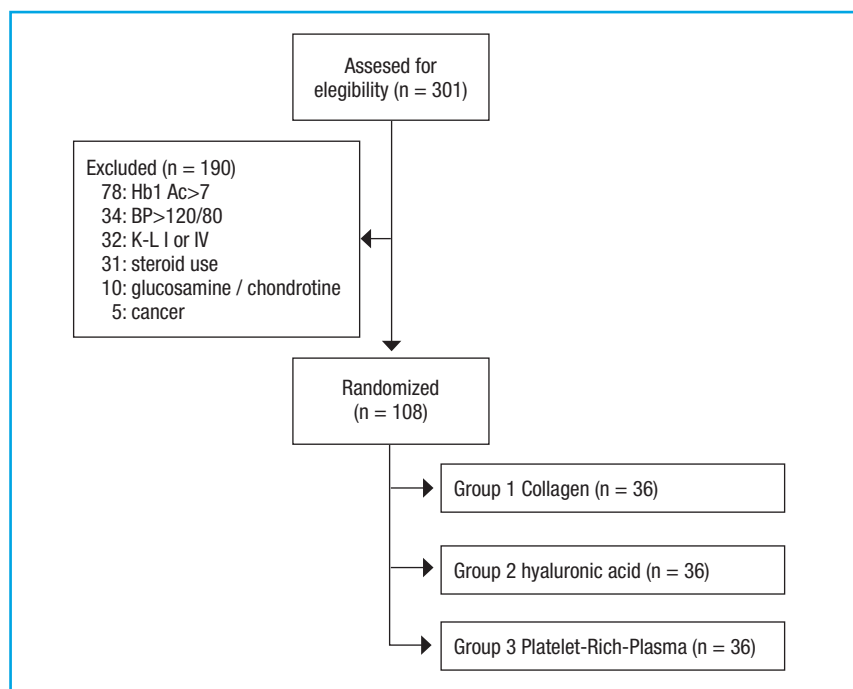 Assesed for
elegibility (n = 301)
Excluded (n = 190)
78: Hb1 Ac>7
34: BP>120/80
32: K-L I or IV
31: steroid use
10: glucosamine / chondrotine
5: cancer
Randomized
(n = 108)
Group 1 Collagen (n = 36)
Group 2 hyaluronic acid (n = 36)
Group 3 Platelet-Rich-Plasma (n = 36)